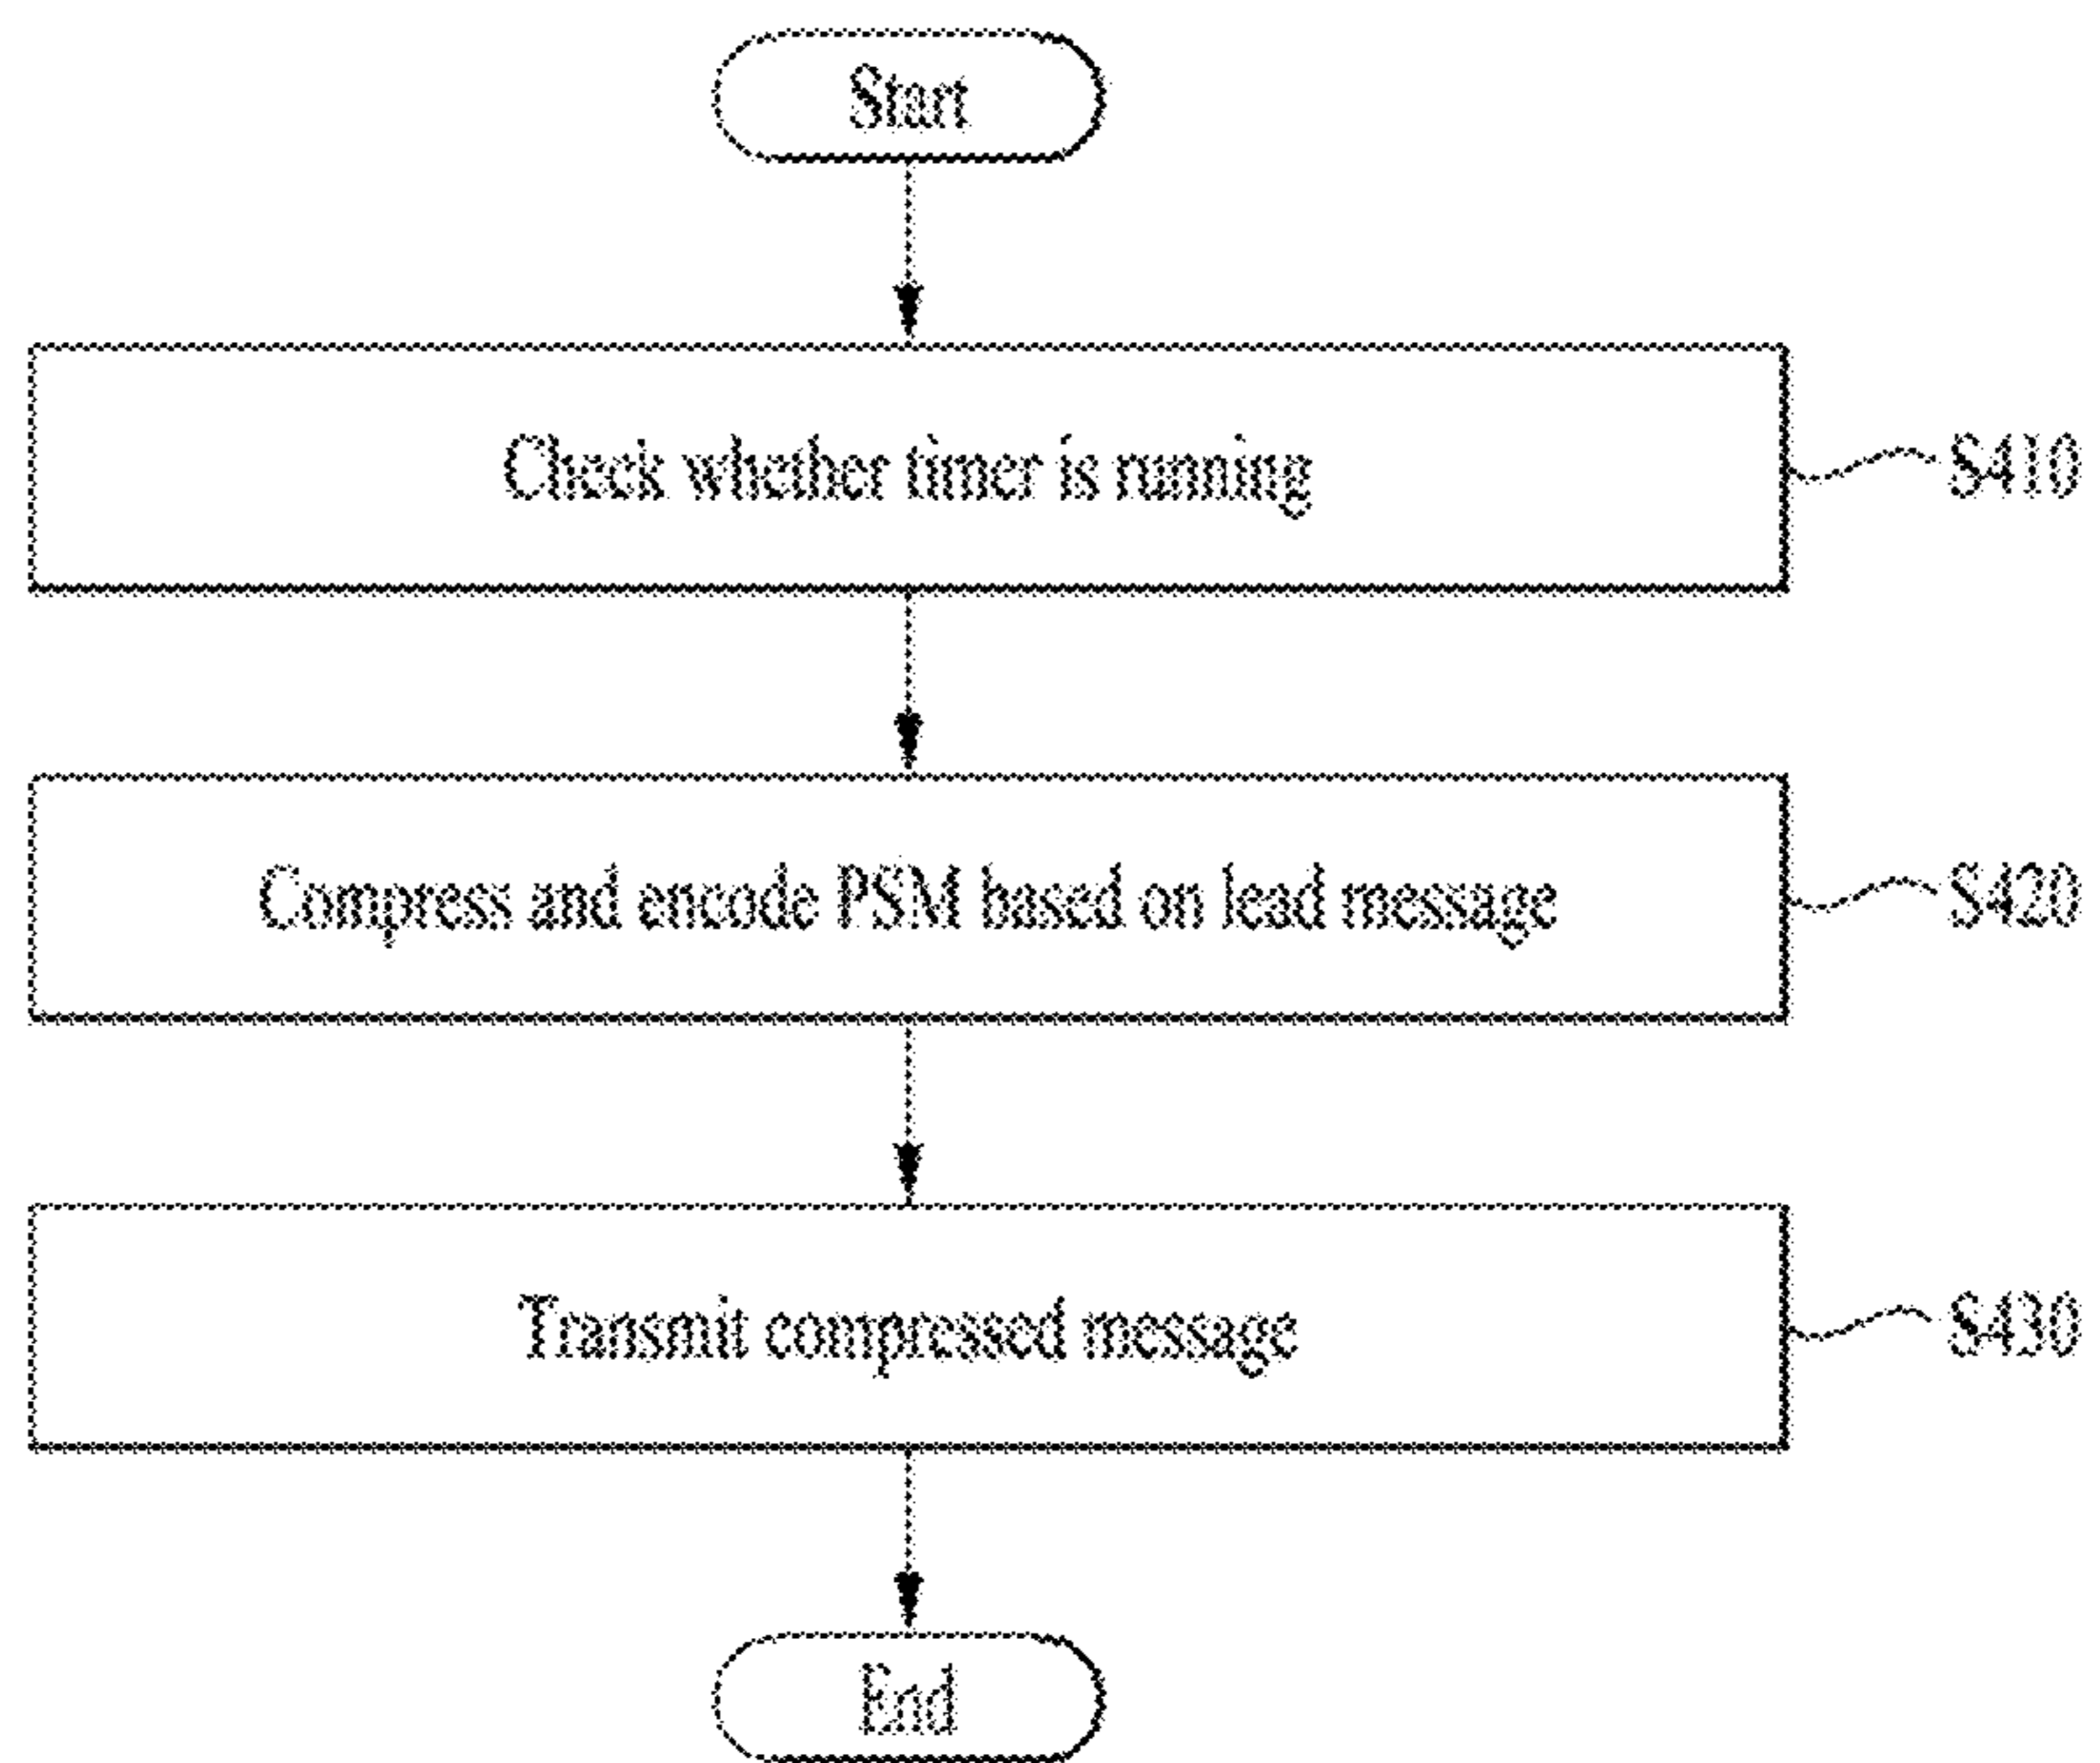 Start
Check whether timer is running
S410
Compress and encode PSM based on lead message
S420
Transmit compressed message
S430
End